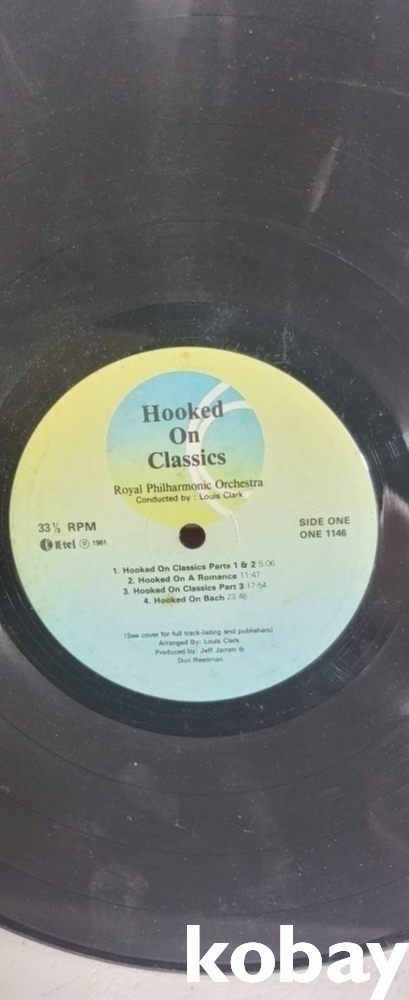 Hooked
On
Classics
Royal Philharmonic Orchestra
Conducted by : Louis Clark
33⅓ RPM
K-tel ℗ 1981
SIDE ONE
ONE 1146
1. Hooked On Classics Parts 1 & 2 5:06
2. Hooked On A Romance 11:47
3. Hooked On Classics Part 3 17:54
4. Hooked On Bach 23:46
(See cover for full track-listing and publishers)
Arranged By: Louis Clark
Produced by: Jeff Jarratt &
Don Reedman
kobay